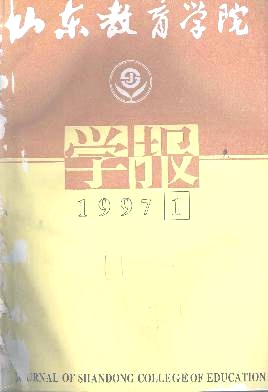 山东教育学院
学报
1997 1
JOURNAL OF SHANDONG COLLEGE OF EDUCATION